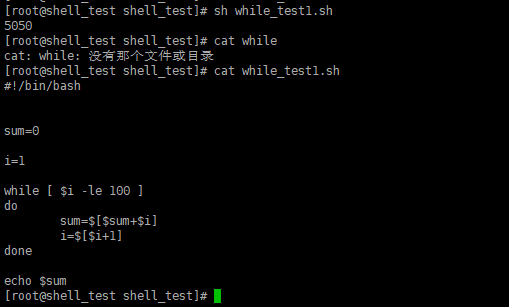 [root@shell_test shell_test]# sh while_test1.sh
5050
[root@shell_test shell_test]# cat while
cat: while: 没有那个文件或目录
[root@shell_test shell_test]# cat while_test1.sh
#!/bin/bash
sum=0
i=1
while [ $i -le 100 ]
do
        sum=$[$sum+$i]
        i=$[$i+1]
done
echo $sum
[root@shell_test shell_test]#